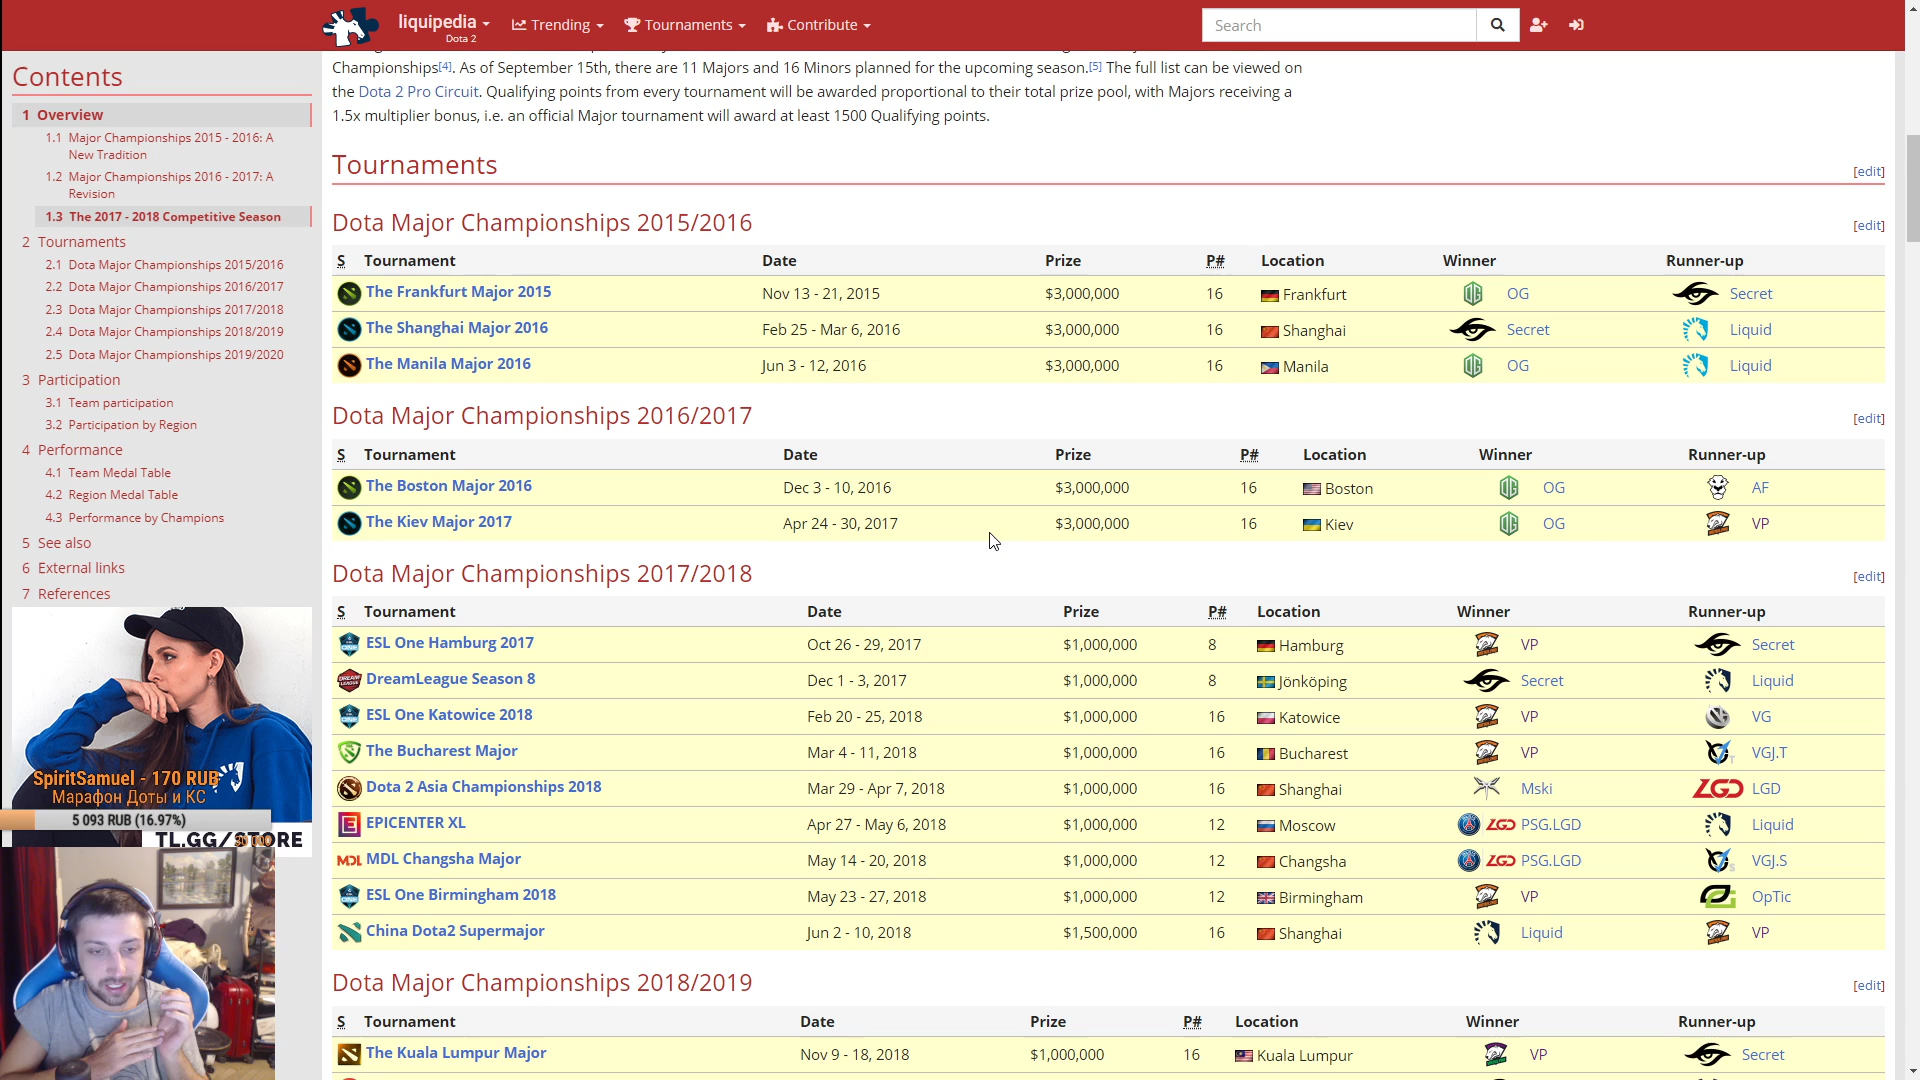 liquipedia
Dota 2
Trending
Tournaments
Contribute
Search
Contents
1 Overview
1.1 Major Championships 2015 - 2016: A
New Tradition
1.2 Major Championships 2016 - 2017: A
Revision
1.3 The 2017 - 2018 Competitive Season
2 Tournaments
2.1 Dota Major Championships 2015/2016
2.2 Dota Major Championships 2016/2017
2.3 Dota Major Championships 2017/2018
2.4 Dota Major Championships 2018/2019
2.5 Dota Major Championships 2019/2020
3 Participation
3.1 Team participation
3.2 Participation by Region
4 Performance
4.1 Team Medal Table
4.2 Region Medal Table
4.3 Performance by Champions
5 See also
6 External links
7 References
SpiritSamuel - 170 RUB
Марафон Доты и КС
5 093 RUB (16.97%)
TL.GG/STORE
Championships[4]. As of September 15th, there are 11 Majors and 16 Minors planned for the upcoming season.[5] The full list can be viewed on
the Dota 2 Pro Circuit. Qualifying points from every tournament will be awarded proportional to their total prize pool, with Majors receiving a
1.5x multiplier bonus, i.e. an official Major tournament will award at least 1500 Qualifying points.
Tournaments [edit]
Dota Major Championships 2015/2016 [edit]
S Tournament Date Prize P# Location Winner Runner-up
The Frankfurt Major 2015 Nov 13 - 21, 2015 $3,000,000 16 Frankfurt OG Secret
The Shanghai Major 2016 Feb 25 - Mar 6, 2016 $3,000,000 16 Shanghai Secret Liquid
The Manila Major 2016 Jun 3 - 12, 2016 $3,000,000 16 Manila OG Liquid
Dota Major Championships 2016/2017 [edit]
S Tournament Date Prize P# Location Winner Runner-up
The Boston Major 2016 Dec 3 - 10, 2016 $3,000,000 16 Boston OG AF
The Kiev Major 2017 Apr 24 - 30, 2017 $3,000,000 16 Kiev OG VP
Dota Major Championships 2017/2018 [edit]
S Tournament Date Prize P# Location Winner Runner-up
ESL One Hamburg 2017 Oct 26 - 29, 2017 $1,000,000 8 Hamburg VP Secret
DreamLeague Season 8 Dec 1 - 3, 2017 $1,000,000 8 Jönköping Secret Liquid
ESL One Katowice 2018 Feb 20 - 25, 2018 $1,000,000 16 Katowice VP VG
The Bucharest Major Mar 4 - 11, 2018 $1,000,000 16 Bucharest VP VGJ.T
Dota 2 Asia Championships 2018 Mar 29 - Apr 7, 2018 $1,000,000 16 Shanghai Mski LGD LGD
EPICENTER XL Apr 27 - May 6, 2018 $1,000,000 12 Moscow LGD PSG.LGD Liquid
MDL MDL Changsha Major May 14 - 20, 2018 $1,000,000 12 Changsha LGD PSG.LGD VGJ.S
ESL One Birmingham 2018 May 23 - 27, 2018 $1,000,000 12 Birmingham VP OpTic
China Dota2 Supermajor Jun 2 - 10, 2018 $1,500,000 16 Shanghai Liquid VP
Dota Major Championships 2018/2019 [edit]
S Tournament Date Prize P# Location Winner Runner-up
The Kuala Lumpur Major Nov 9 - 18, 2018 $1,000,000 16 Kuala Lumpur VP Secret